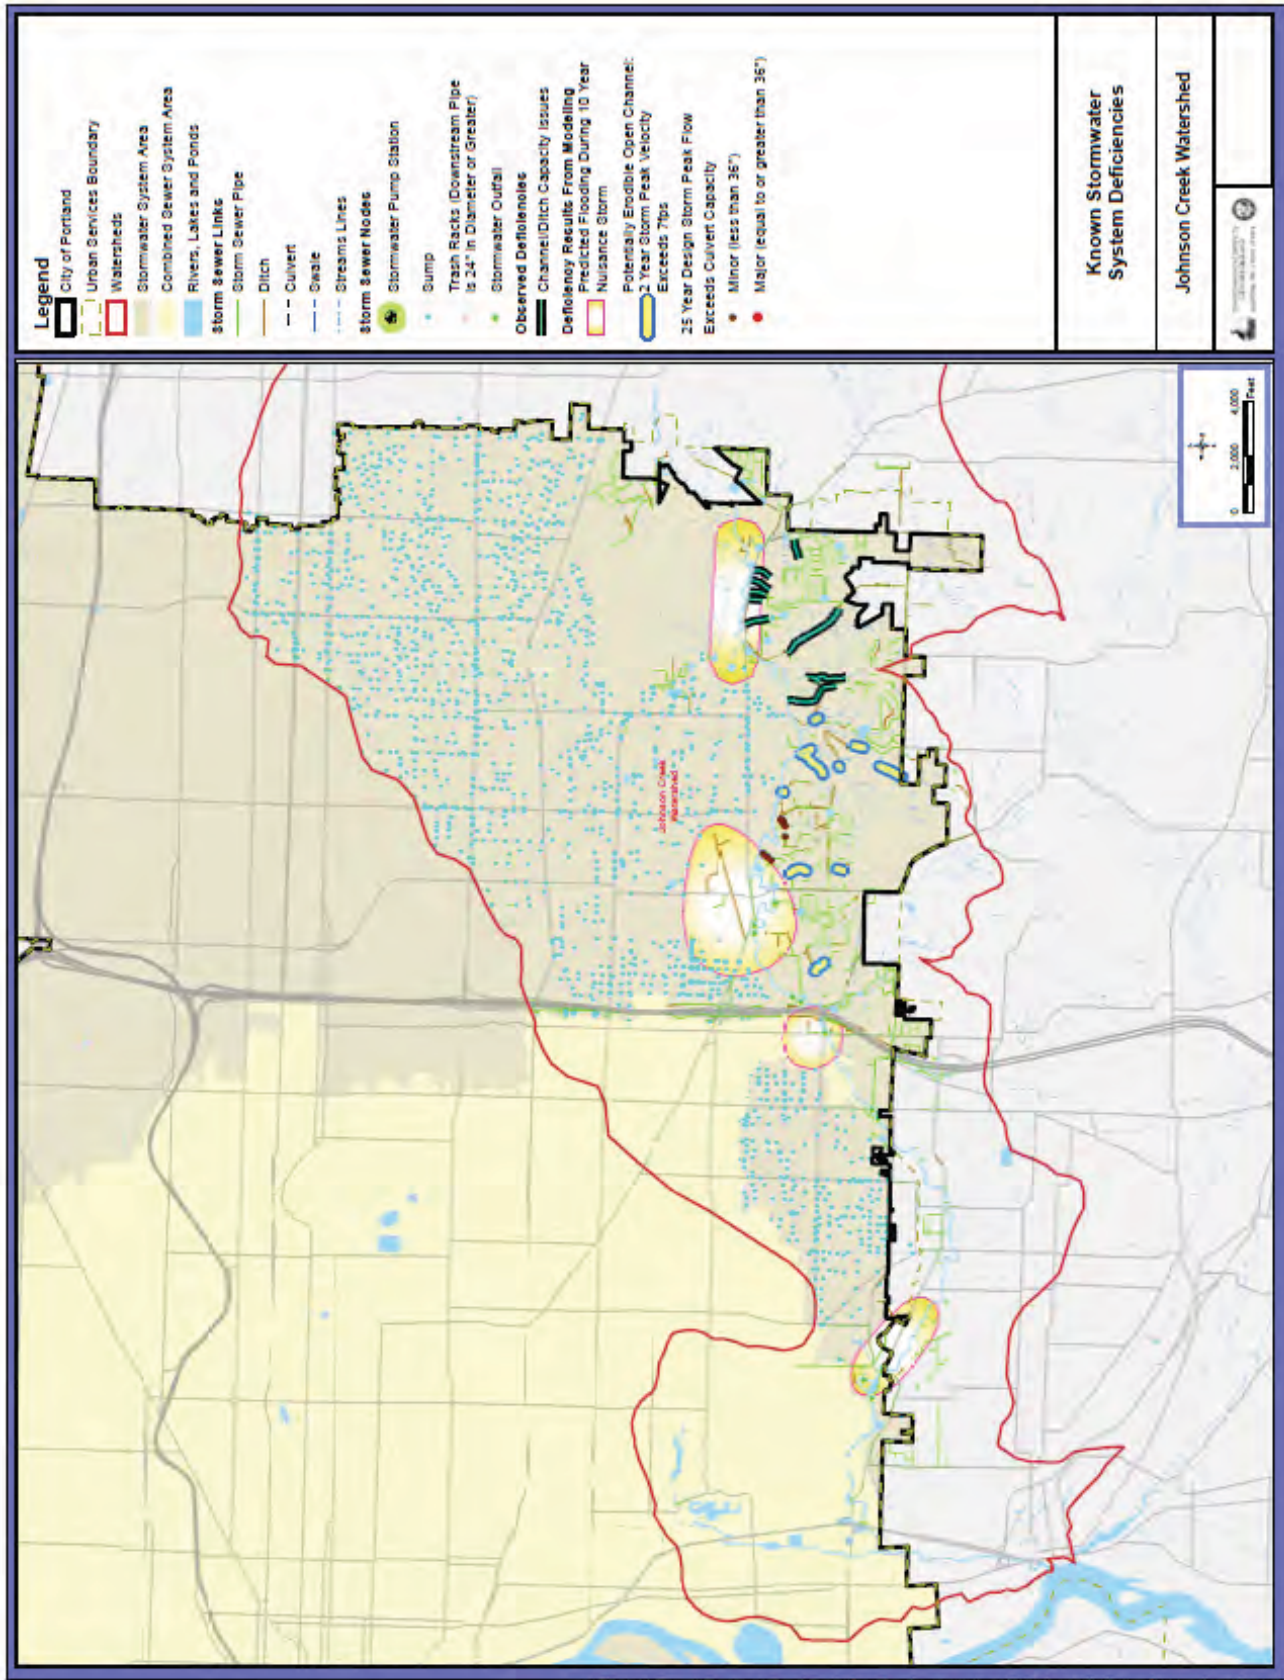 Legend
City of Portland
Urban Services Boundary
Watersheds
Stormwater System Area
Combined Sewer System Area
Rivers, Lakes and Ponds
Storm Sewer Links
Storm Sewer Pipe
Ditch
Culvert
Swale
Streams Lines
Storm Sewer Nodes
Stormwater Pump Station
Sump
Trash Racks (Downstream Pipe
is 24" in Diameter or Greater)
Stormwater Outfall
Observed Deficiencies
Channel/Ditch Capacity Issues
Deficiency Results From Modeling
Predicted Flooding During 10 Year
Nuisance Storm
Potentially Erodible Open Channel:
2 Year Storm Peak Velocity
Exceeds 7fps
25 Year Design Storm Peak Flow
Exceeds Culvert Capacity
Minor (less than 36")
Major (equal to or greater than 36")
Known Stormwater
System Deficiencies
Johnson Creek Watershed
Johnson Creek
Watershed
0 2,000 4,000
Feet